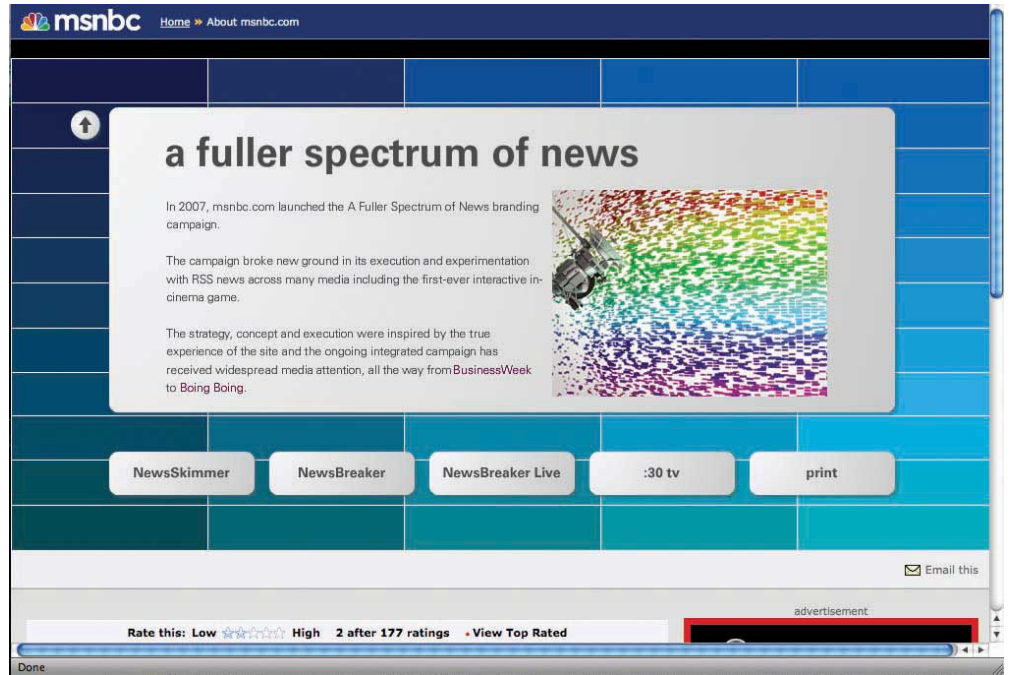 msnbc Home » About msnbc.com
a fuller spectrum of news
In 2007, msnbc.com launched the A Fuller Spectrum of News branding
campaign.
The campaign broke new ground in its execution and experimentation
with RSS news across many media including the first-ever interactive in-
cinema game.
The strategy, concept and execution were inspired by the true
experience of the site and the ongoing integrated campaign has
received widespread media attention, all the way from BusinessWeek
to Boing Boing.
NewsSkimmer NewsBreaker NewsBreaker Live :30 tv print
Email this
advertisement
Rate this: Low High 2 after 177 ratings • View Top Rated
Done